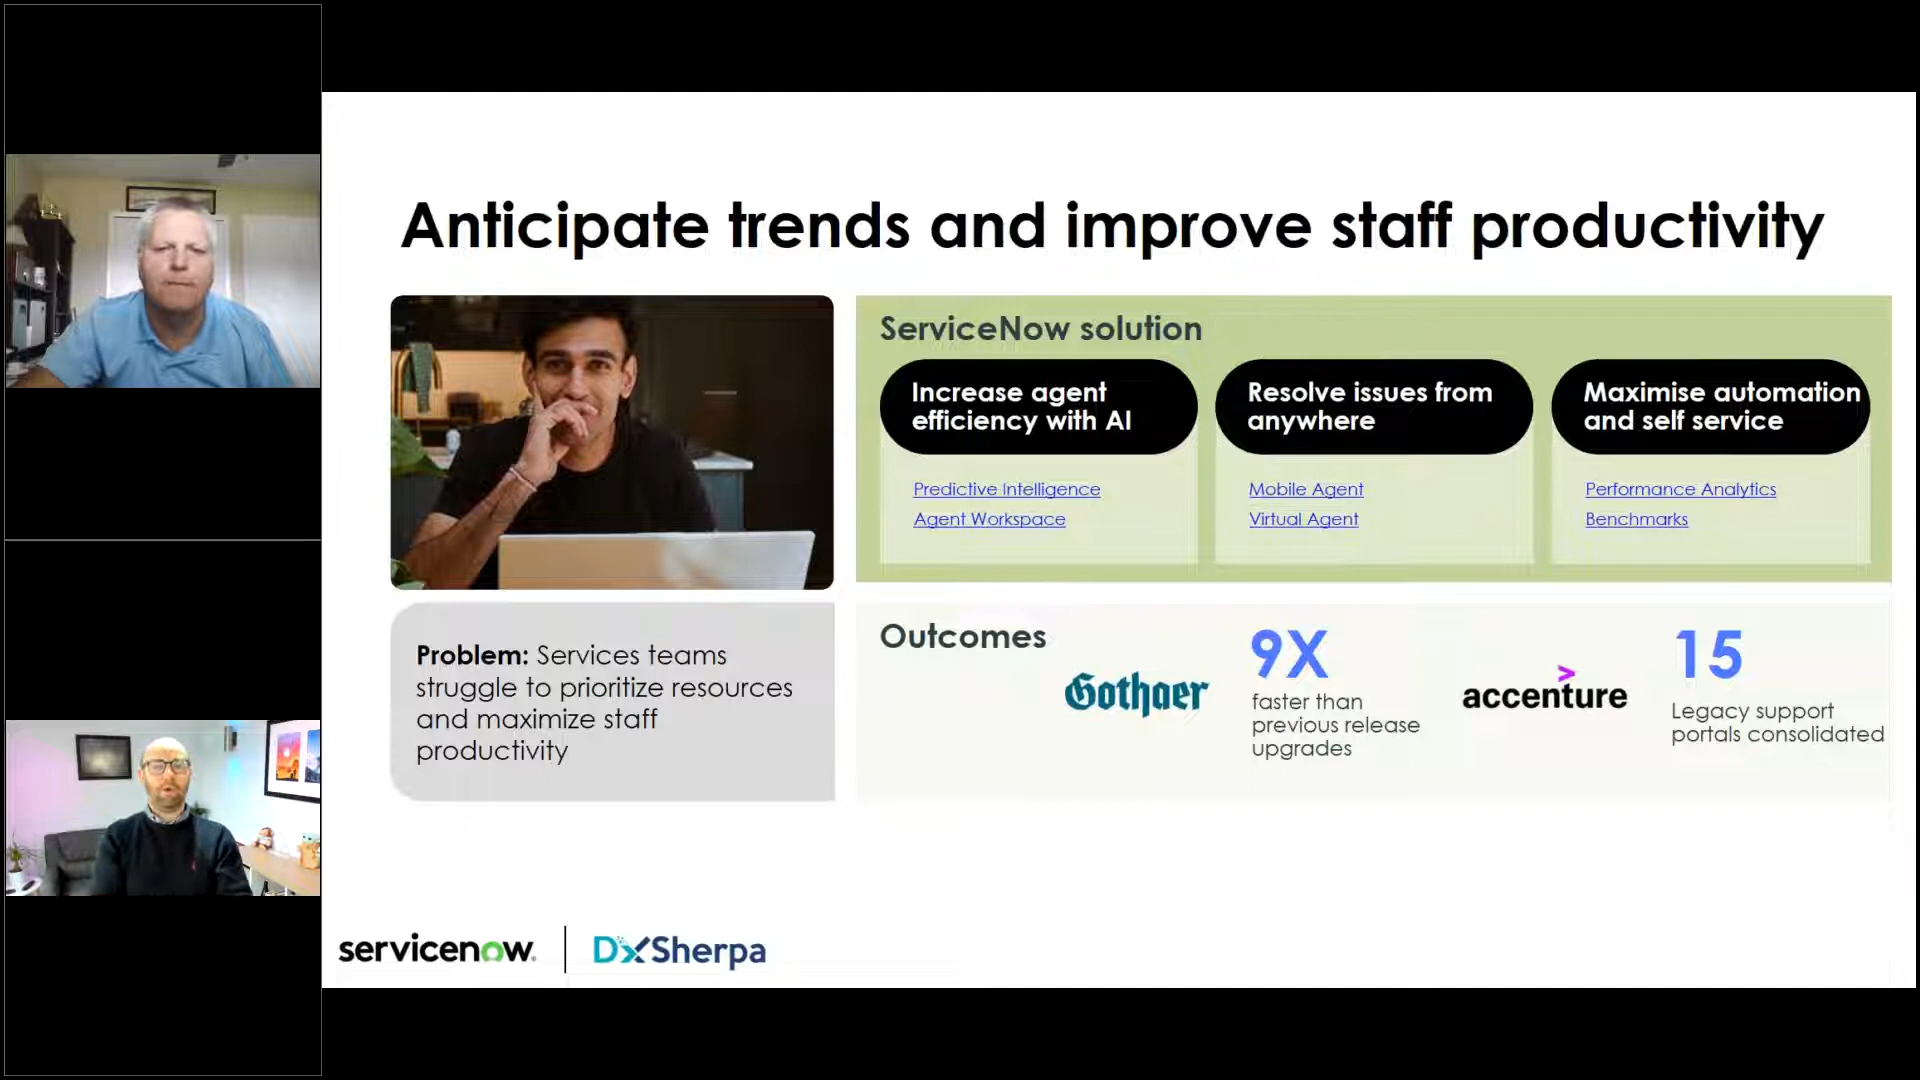 Anticipate trends and improve staff productivity
ServiceNow solution
Increase agent
efficiency with AI
Predictive Intelligence
Agent Workspace
Resolve issues from
anywhere
Mobile Agent
Virtual Agent
Maximise automation
and self service
Performance Analytics
Benchmarks
Problem: Services teams
struggle to prioritize resources
and maximize staff
productivity
Outcomes
Gothaer
9X
faster than
previous release
upgrades
accenture
15
Legacy support
portals consolidated
servicenow
DxSherpa